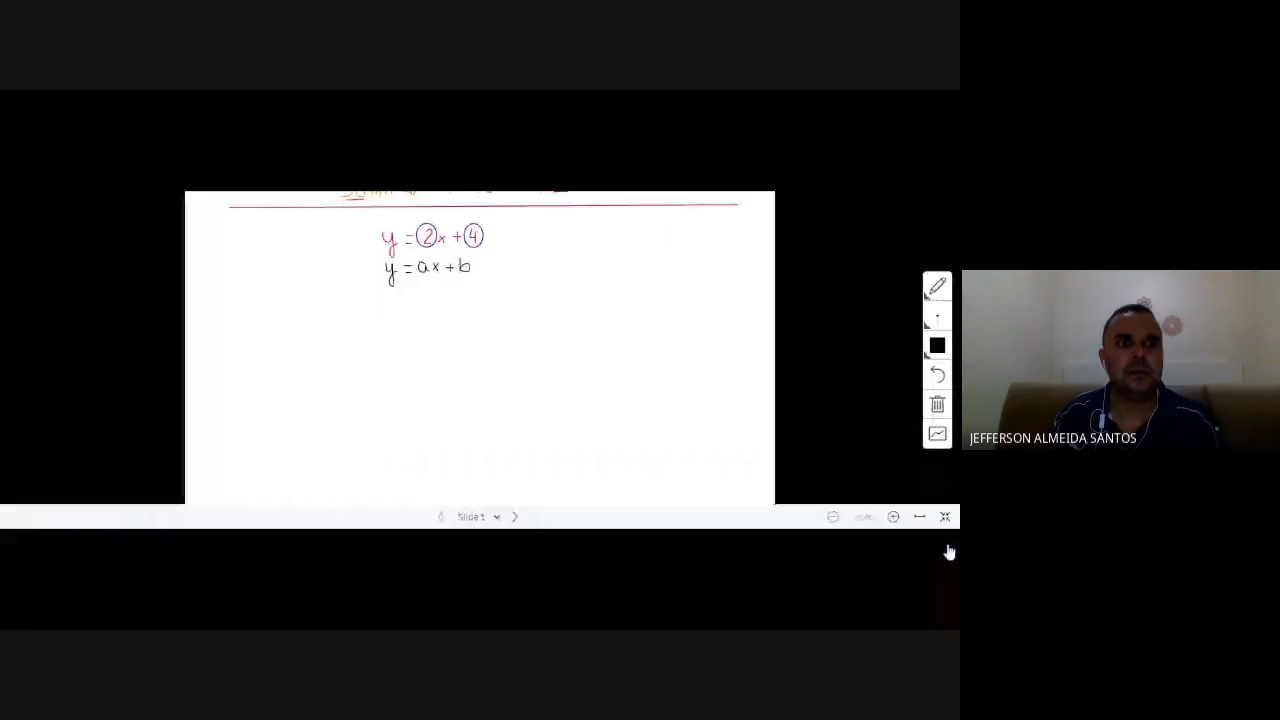 y = 2x + 4
y = ax + b
JEFFERSON ALMEIDA SANTOS
Slide 1